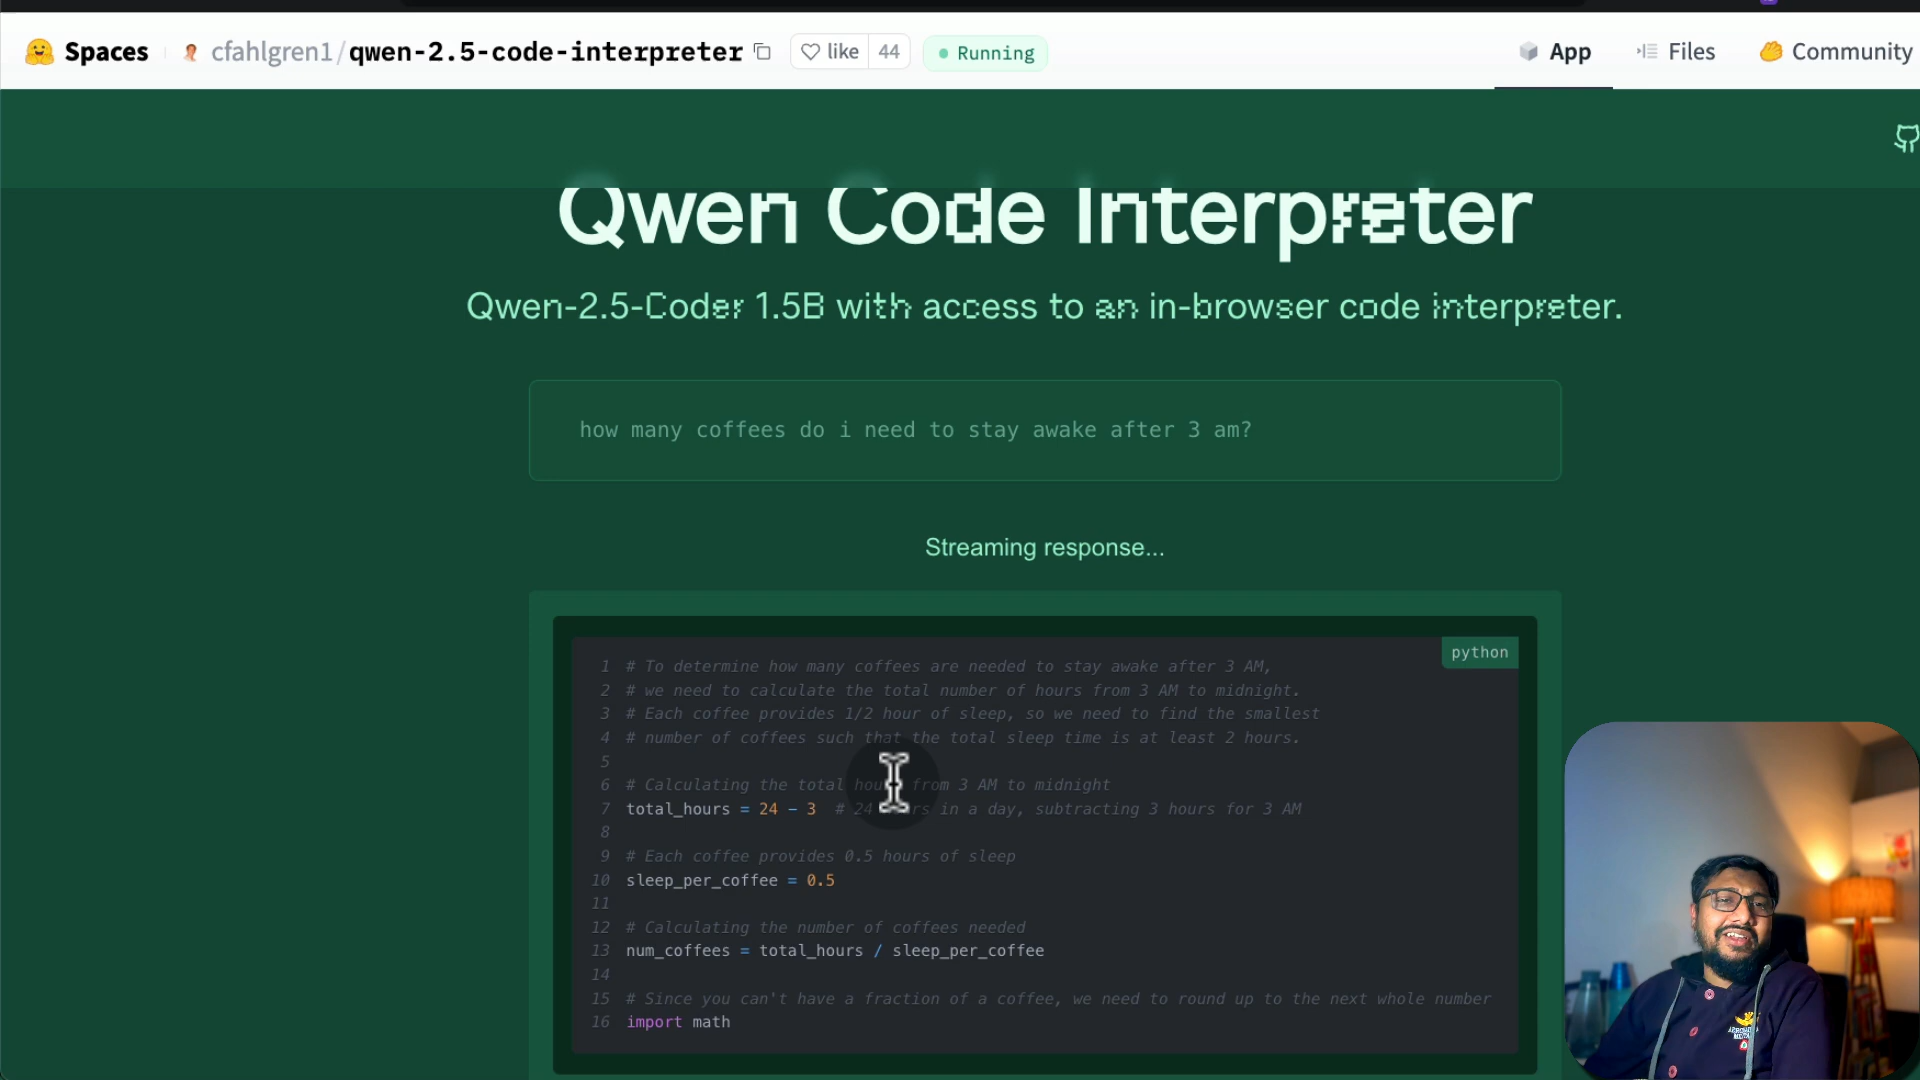 Spaces
cfahlgren1/qwen-2.5-code-interpreter
like 44
Running
App
Files
Community
Qwen Code Interpreter
Qwen-2.5-Coder 1.5B with access to an in-browser code interpreter.
how many coffees do i need to stay awake after 3 am?
Streaming response...
python
1 # To determine how many coffees are needed to stay awake after 3 AM,
2 # we need to calculate the total number of hours from 3 AM to midnight.
3 # Each coffee provides 1/2 hour of sleep, so we need to find the smallest
4 # number of coffees such that the total sleep time is at least 2 hours.
5
6 # Calculating the total hours from 3 AM to midnight
7 total_hours = 24 - 3 # 24 hours in a day, subtracting 3 hours for 3 AM
8
9 # Each coffee provides 0.5 hours of sleep
10 sleep_per_coffee = 0.5
11
12 # Calculating the number of coffees needed
13 num_coffees = total_hours / sleep_per_coffee
14
15 # Since you can't have a fraction of a coffee, we need to round up to the next whole number
16 import math